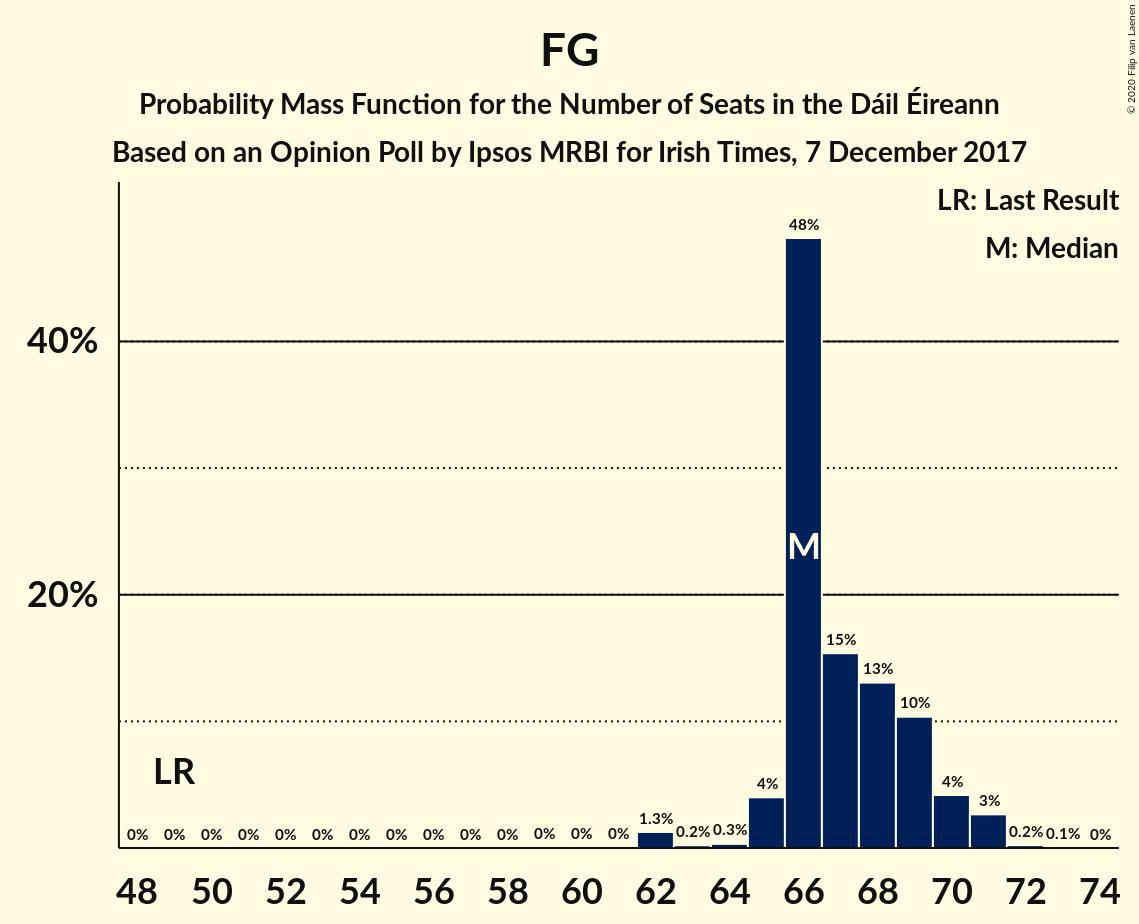 FG
Probability Mass Function for the Number of Seats in the Dáil Éireann
Based on an Opinion Poll by Ipsos MRBI for Irish Times, 7 December 2017
© 2020 Filip van Laenen
LR: Last Result
M: Median
48%
40%
M
20%
15%
13%
10%
LR
4%
4%
3%
1.3%
0.2%
0.3%
0% 0% 0% 0% 0% 0% 0% 0% 0% 0% 0% 0% 0% 0% 0.2% 0.1% 0%
48 50 52 54 56 58 60 62 64 66 68 70 72 74